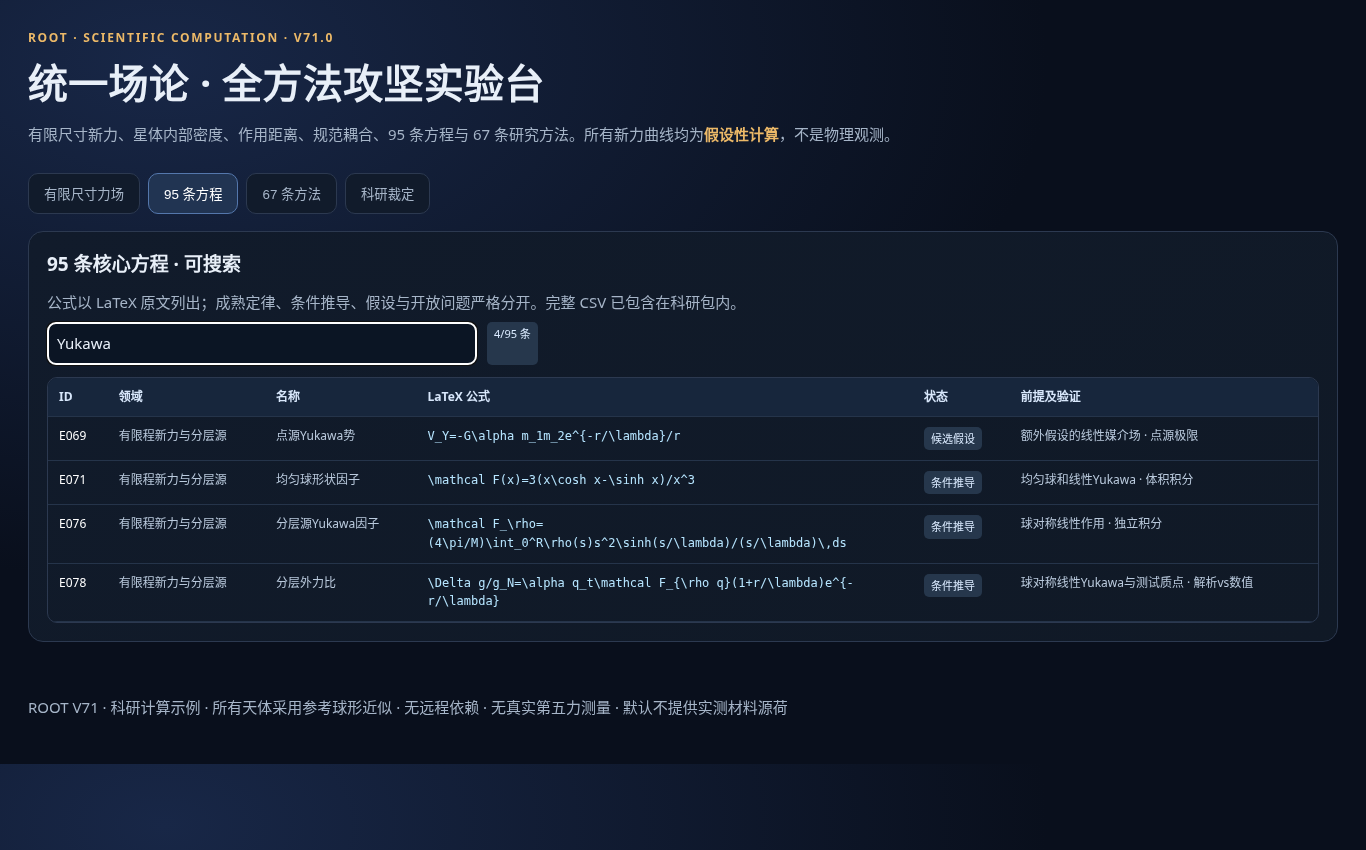 ROOT · SCIENTIFIC COMPUTATION · V71.0
统一场论 · 全方法攻坚实验台
有限尺寸新力、星体内部密度、作用距离、规范耦合、95 条方程与 67 条研究方法。所有新力曲线均为假设性计算，不是物理观测。
有限尺寸力场 95 条方程 67 条方法 科研裁定
95 条核心方程 · 可搜索
公式以 LaTeX 原文列出；成熟定律、条件推导、假设与开放问题严格分开。完整 CSV 已包含在科研包内。
Yukawa 4/95 条
ID 领域 名称 LaTeX 公式 状态 前提及验证
E069 有限程新力与分层源 点源Yukawa势 V_Y=-G\alpha m_1m_2e^{-r/\lambda}/r 候选假设 额外假设的线性媒介场 · 点源极限
E071 有限程新力与分层源 均匀球形状因子 \mathcal F(x)=3(x\cosh x-\sinh x)/x^3 条件推导 均匀球和线性Yukawa · 体积积分
E076 有限程新力与分层源 分层源Yukawa因子 \mathcal F_\rho= 条件推导 球对称线性作用 · 独立积分
(4\pi/M)\int_0^R\rho(s)s^2\sinh(s/\lambda)/(s/\lambda)\,ds
E078 有限程新力与分层源 分层外力比 \Delta g/g_N=\alpha q_t\mathcal F_{\rho q}(1+r/\lambda)e^{- 条件推导 球对称线性Yukawa与测试质点 · 解析vs数值
r/\lambda}
ROOT V71 · 科研计算示例 · 所有天体采用参考球形近似 · 无远程依赖 · 无真实第五力测量 · 默认不提供实测材料源荷